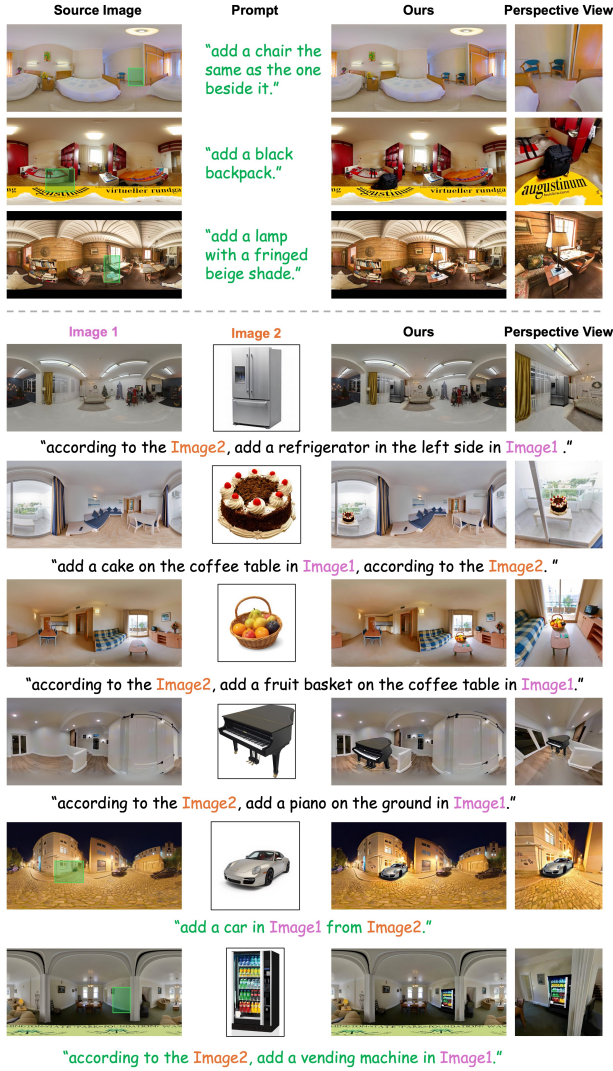 Source Image Prompt Ours Perspective View
“add a chair the
same as the one
beside it.”
“add a black
backpack.”
augustinum virtueller rundga
augustinum virtueller rundga
augustinum
“add a lamp
with a fringed
beige shade.”
Image 1 Image 2 Ours Perspective View
“according to the Image2, add a refrigerator in the left side in Image1 .”
“add a cake on the coffee table in Image1, according to the Image2. ”
“according to the Image2, add a fruit basket on the coffee table in Image1.”
“according to the Image2, add a piano on the ground in Image1.”
“add a car in Image1 from Image2.”
“according to the Image2, add a vending machine in Image1.”